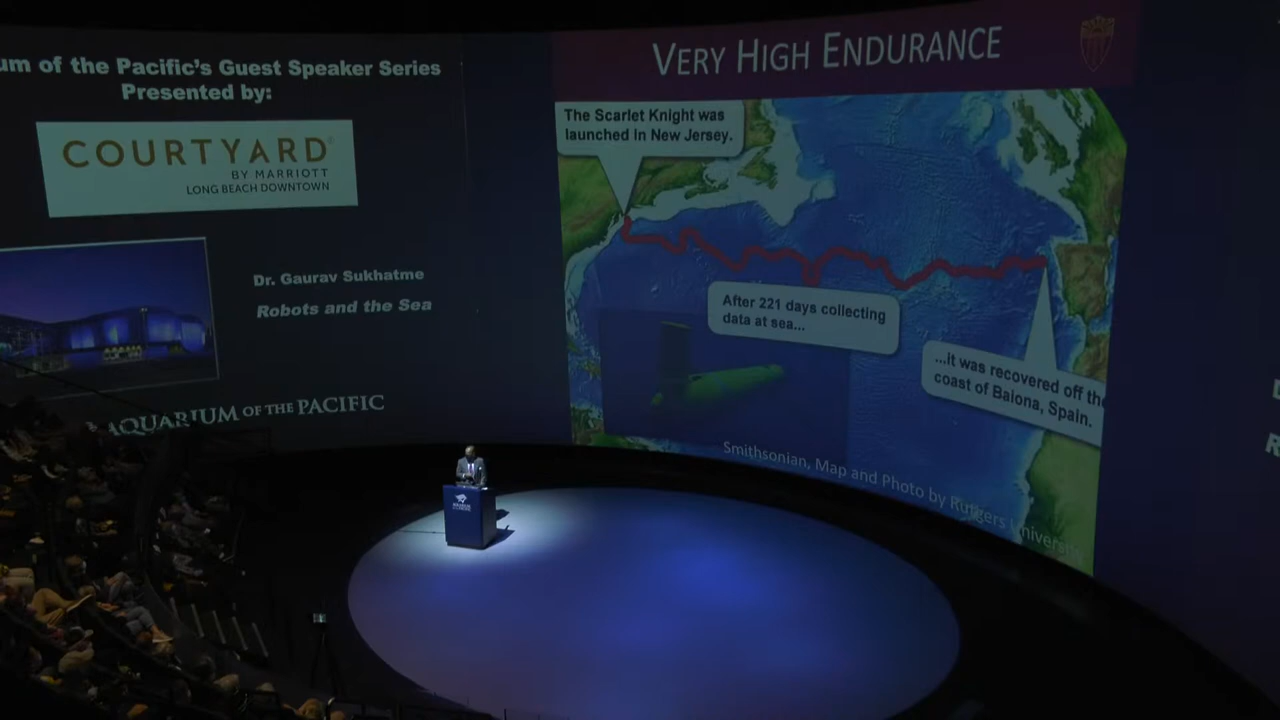 um of the Pacific's Guest Speaker Series
Presented by:
COURTYARD
BY MARRIOTT
LONG BEACH DOWNTOWN
Dr. Gaurav Sukhatme
Robots and the Sea
AQUARIUM OF THE PACIFIC
VERY HIGH ENDURANCE
The Scarlet Knight was
launched in New Jersey.
After 221 days collecting
data at sea...
...it was recovered off the
coast of Baiona, Spain.
Smithsonian, Map and Photo by Rutgers University